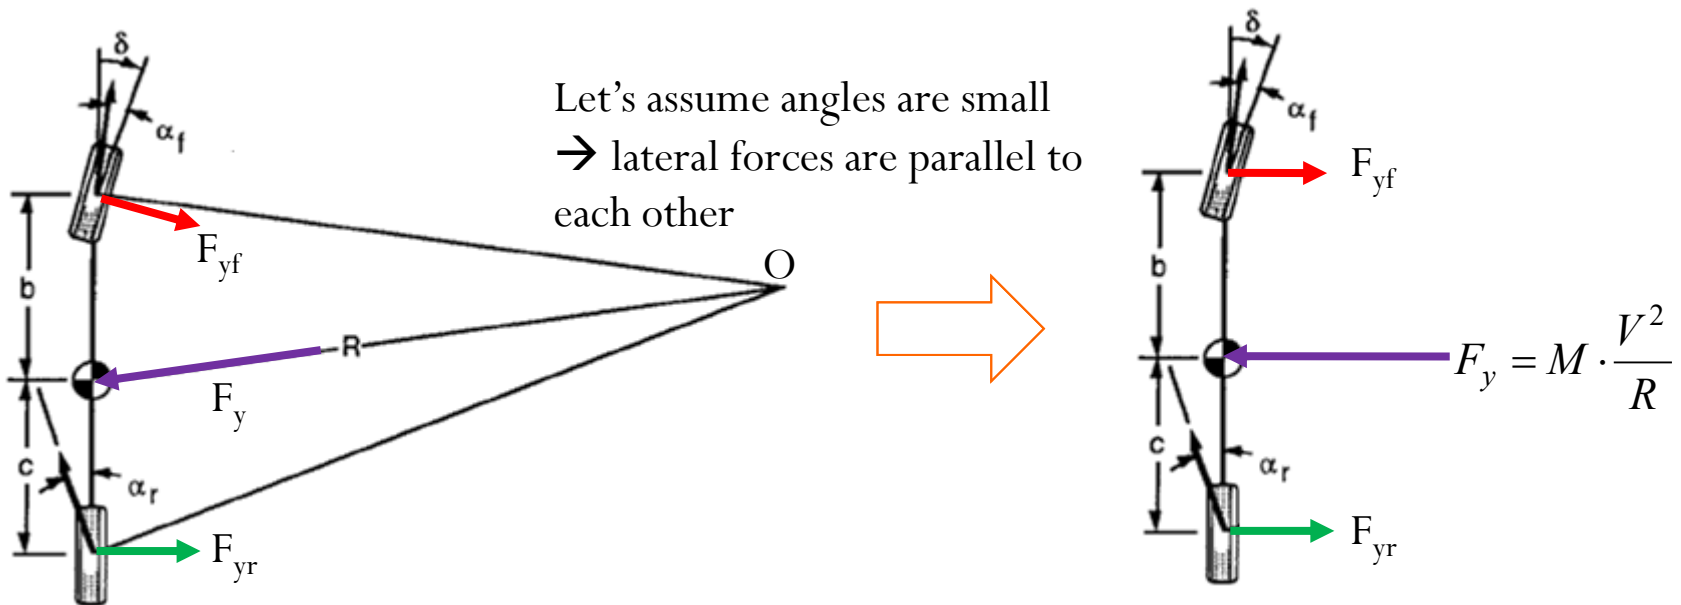 δ
α_f
F_yf
b
R
F_y
c
α_r
F_yr
O
Let’s assume angles are small
→ lateral forces are parallel to
each other
δ
α_f
F_yf
b
F_y = M · V² / R
c
α_r
F_yr